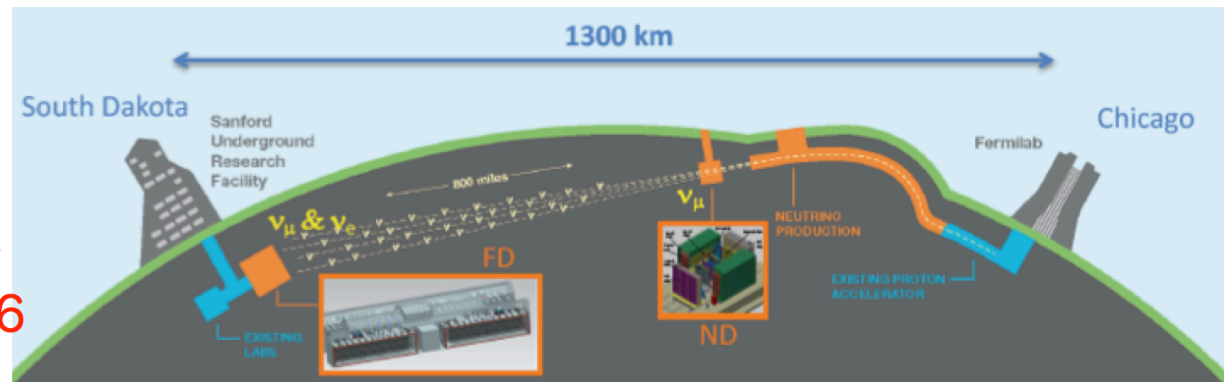 1300 km
South Dakota
Sanford
Underground
Research
Facility
Chicago
Fermilab
800 miles
νμ & νe
νμ
NEUTRINO
PRODUCTION
FD
EXISTING PROTON
ACCELERATOR
6
EXISTING
LABS
ND